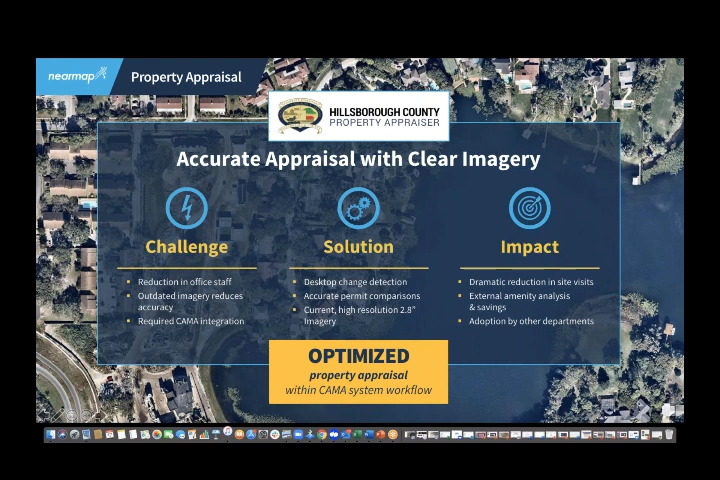 nearmap
Property Appraisal
HILLSBOROUGH COUNTY
PROPERTY APPRAISER
Accurate Appraisal with Clear Imagery
Challenge
Reduction in office staff
Outdated imagery reduces
accuracy
Required CAMA integration
Solution
Desktop change detection
Accurate permit comparisons
Current, high resolution 2.8"
Imagery
Impact
Dramatic reduction in site visits
External amenity analysis
& savings
Adoption by other departments
OPTIMIZED
property appraisal
within CAMA system workflow